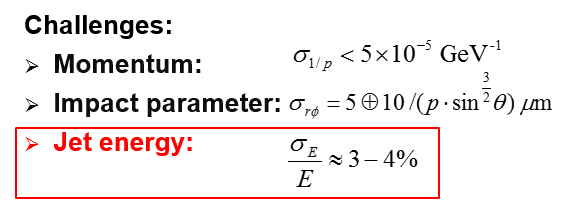 Challenges:
➢ Momentum: σ_{1/p} < 5×10⁻⁵ GeV⁻¹
➢ Impact parameter: σ_{rϕ} = 5⊕10/(p·sin^{3/2}θ) μm
➢ Jet energy: σ_E/E ≈ 3–4%